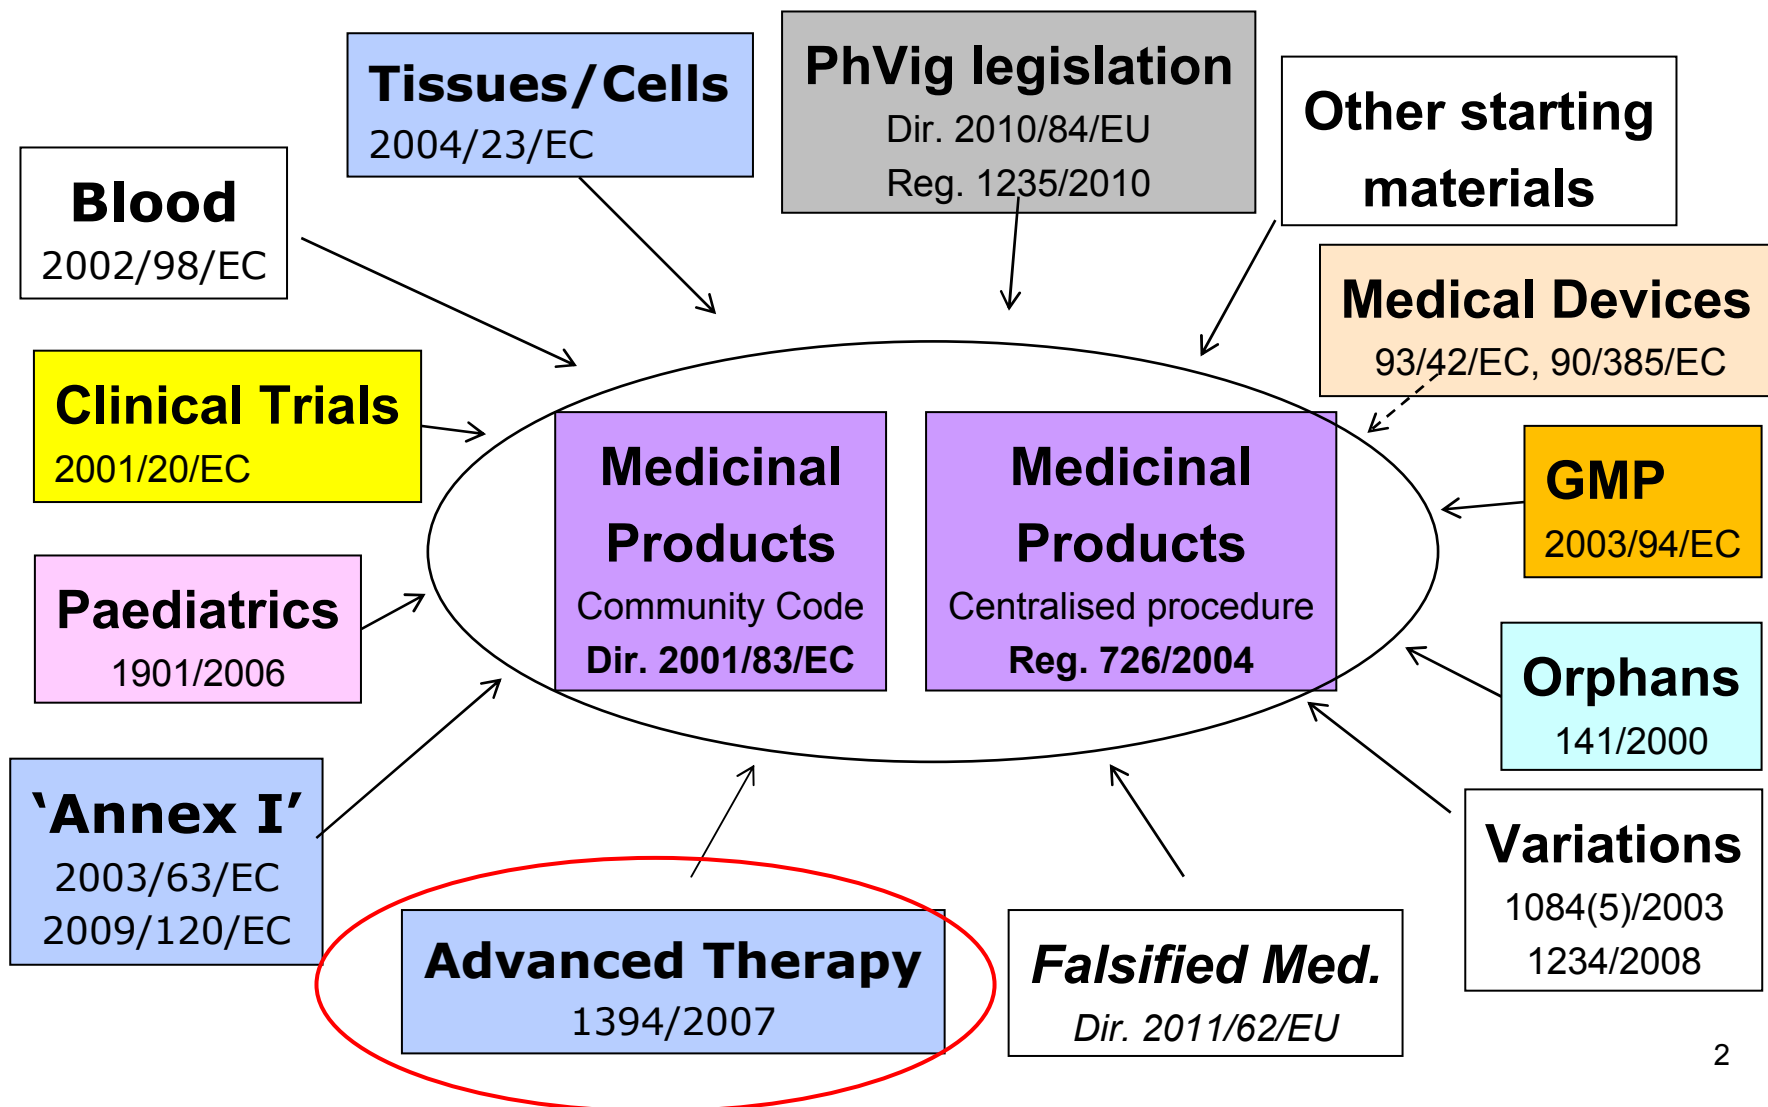 Tissues/Cells
2004/23/EC
PhVig legislation
Dir. 2010/84/EU
Reg. 1235/2010
Other starting
materials
Blood
2002/98/EC
Medical Devices
93/42/EC, 90/385/EC
Clinical Trials
2001/20/EC
Medicinal
Products
Community Code
Dir. 2001/83/EC
Medicinal
Products
Centralised procedure
Reg. 726/2004
GMP
2003/94/EC
Paediatrics
1901/2006
Orphans
141/2000
‘Annex I’
2003/63/EC
2009/120/EC
Advanced Therapy
1394/2007
Falsified Med.
Dir. 2011/62/EU
Variations
1084(5)/2003
1234/2008
2